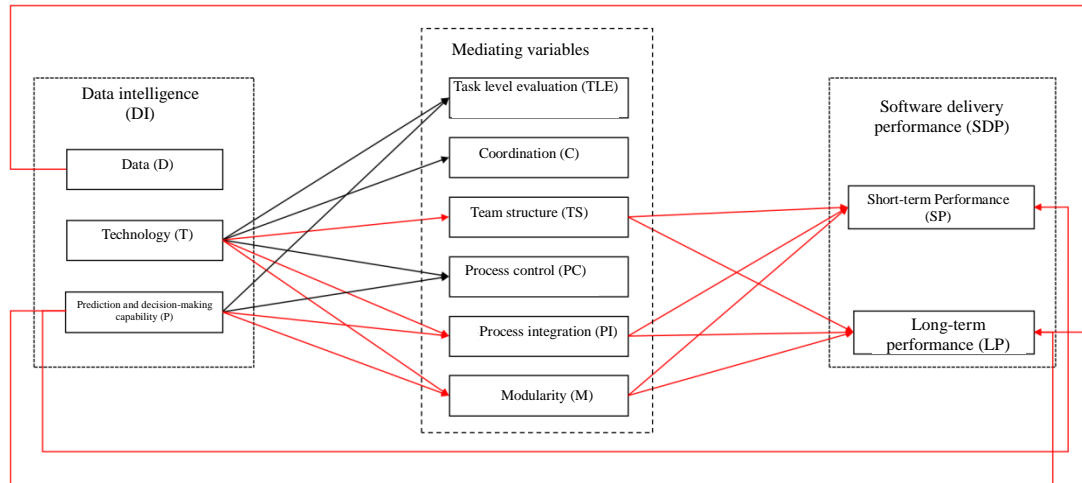 Data intelligence
(DI)
Data (D)
Technology (T)
Prediction and decision-making
capability (P)
Mediating variables
Task level evaluation (TLE)
Coordination (C)
Team structure (TS)
Process control (PC)
Process integration (PI)
Modularity (M)
Software delivery
performance (SDP)
Short-term Performance
(SP)
Long-term
performance (LP)